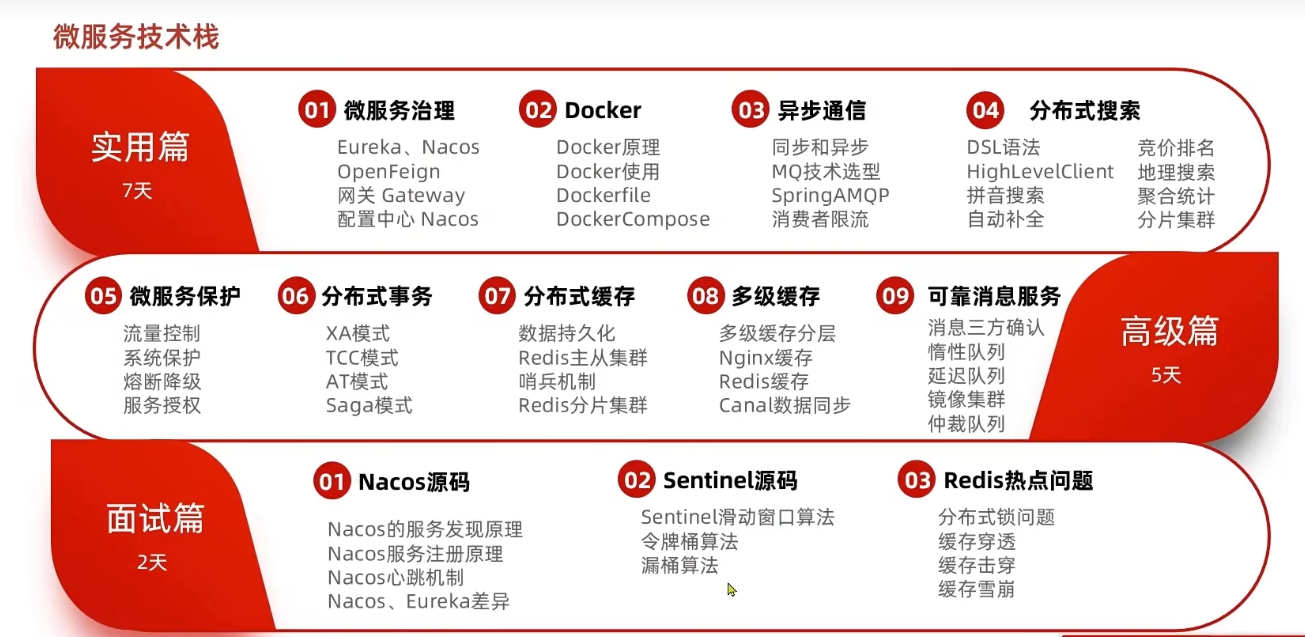 微服务技术栈
实用篇
7天
01 微服务治理
Eureka、Nacos
OpenFeign
网关 Gateway
配置中心 Nacos
02 Docker
Docker原理
Docker使用
Dockerfile
DockerCompose
03 异步通信
同步和异步
MQ技术选型
SpringAMQP
消费者限流
04 分布式搜索
DSL语法
HighLevelClient
拼音搜索
自动补全
竞价排名
地理搜索
聚合统计
分片集群
05 微服务保护
流量控制
系统保护
熔断降级
服务授权
06 分布式事务
XA模式
TCC模式
AT模式
Saga模式
07 分布式缓存
数据持久化
Redis主从集群
哨兵机制
Redis分片集群
08 多级缓存
多级缓存分层
Nginx缓存
Redis缓存
Canal数据同步
09 可靠消息服务
消息三方确认
惰性队列
延迟队列
镜像集群
仲裁队列
高级篇
5天
面试篇
2天
01 Nacos源码
Nacos的服务发现原理
Nacos服务注册原理
Nacos心跳机制
Nacos、Eureka差异
02 Sentinel源码
Sentinel滑动窗口算法
令牌桶算法
漏桶算法
03 Redis热点问题
分布式锁问题
缓存穿透
缓存击穿
缓存雪崩